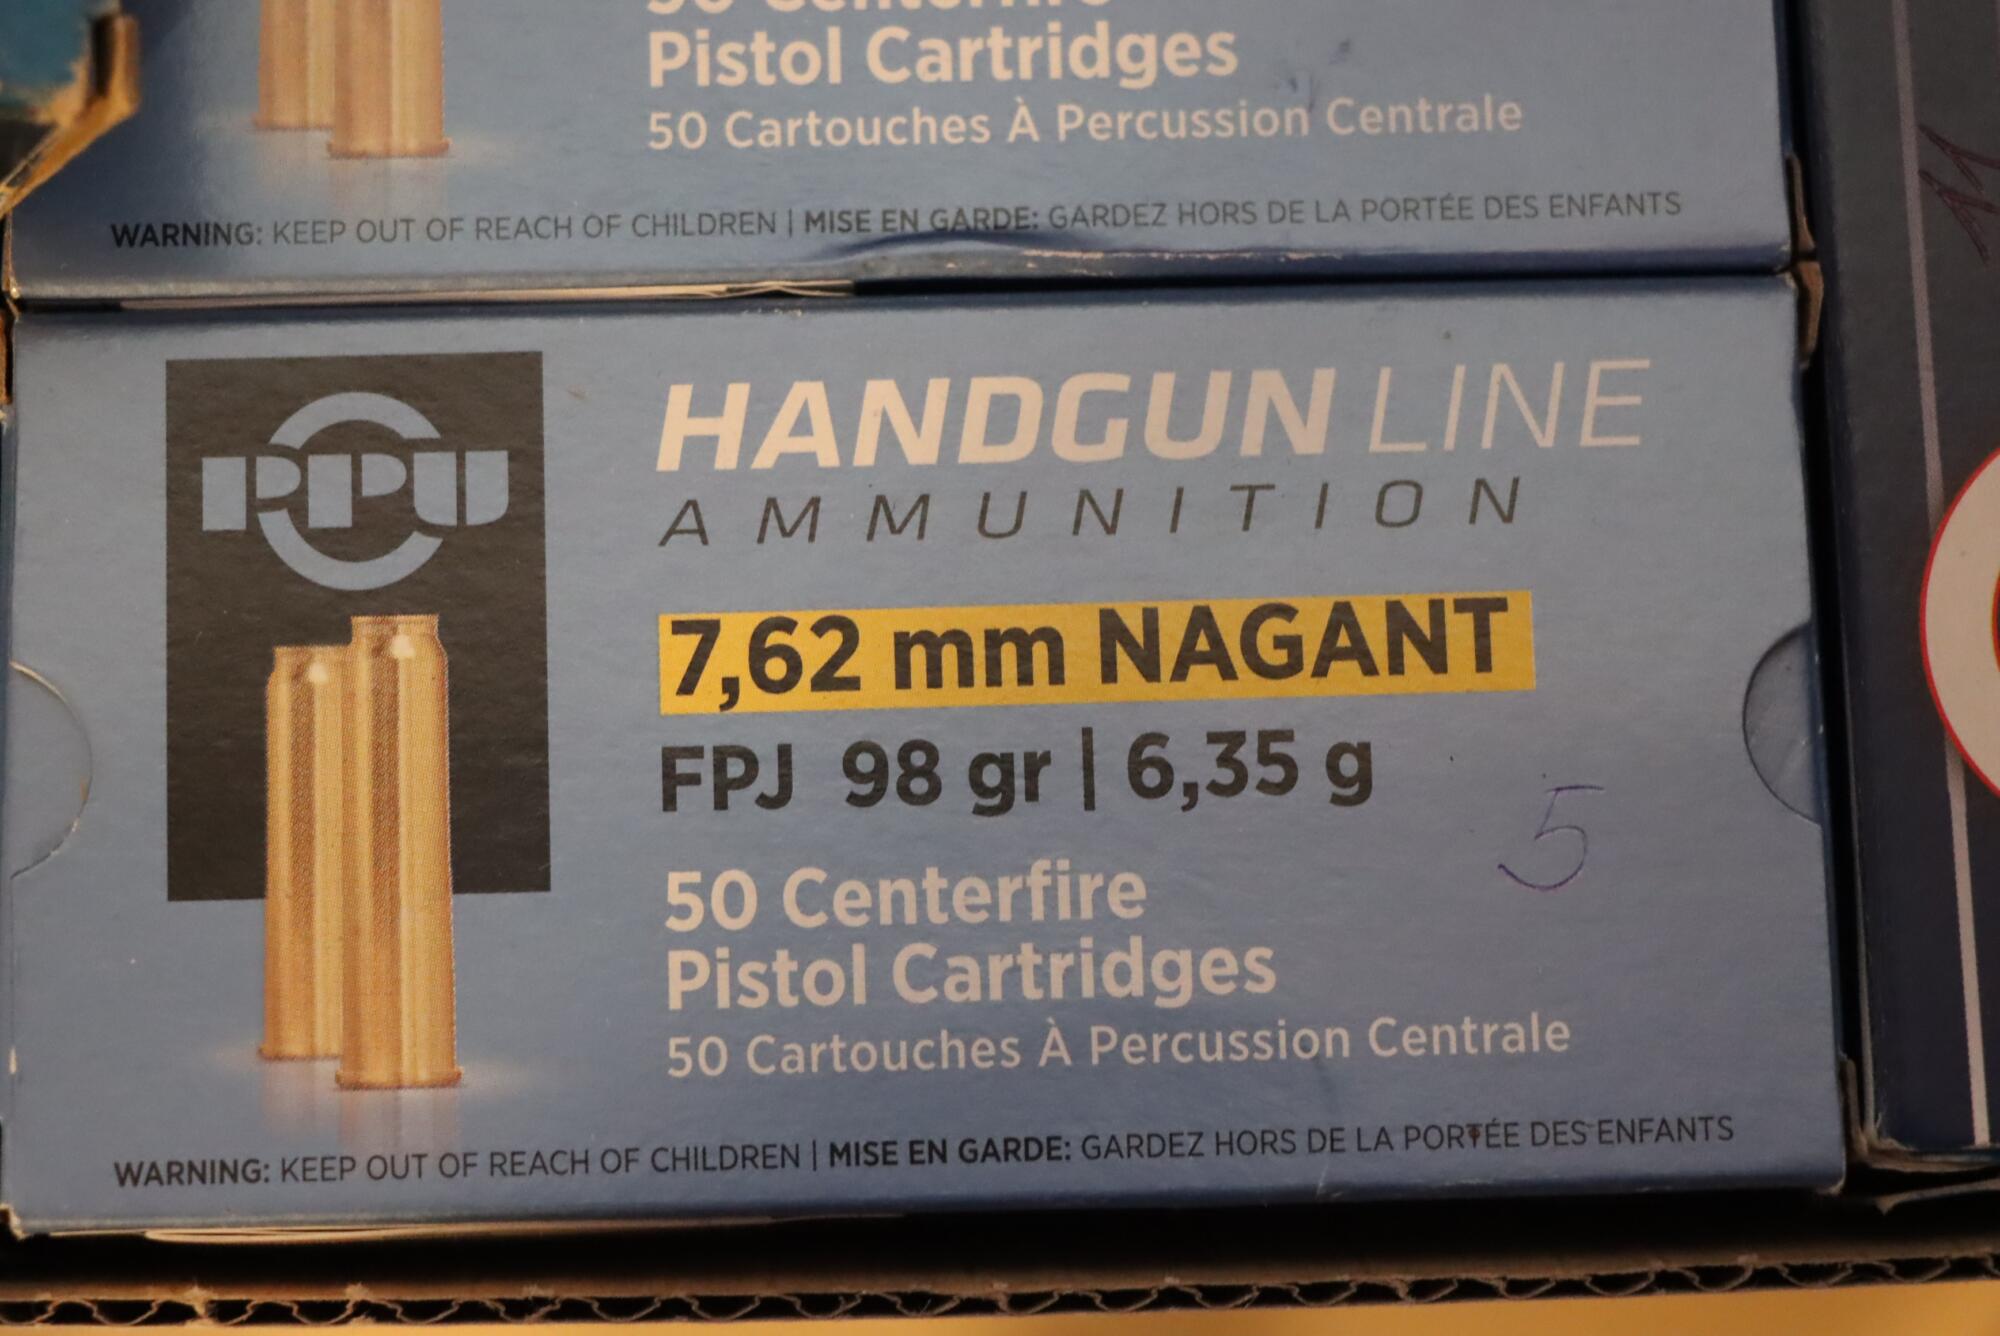 50 Centerfire
Pistol Cartridges
50 Cartouches À Percussion Centrale
WARNING: KEEP OUT OF REACH OF CHILDREN | MISE EN GARDE: GARDEZ HORS DE LA PORTÉE DES ENFANTS
PPU
HANDGUN LINE
AMMUNITION
7,62 mm NAGANT
FPJ 98 gr | 6,35 g
5
50 Centerfire
Pistol Cartridges
50 Cartouches À Percussion Centrale
WARNING: KEEP OUT OF REACH OF CHILDREN | MISE EN GARDE: GARDEZ HORS DE LA PORTÉE DES ENFANTS